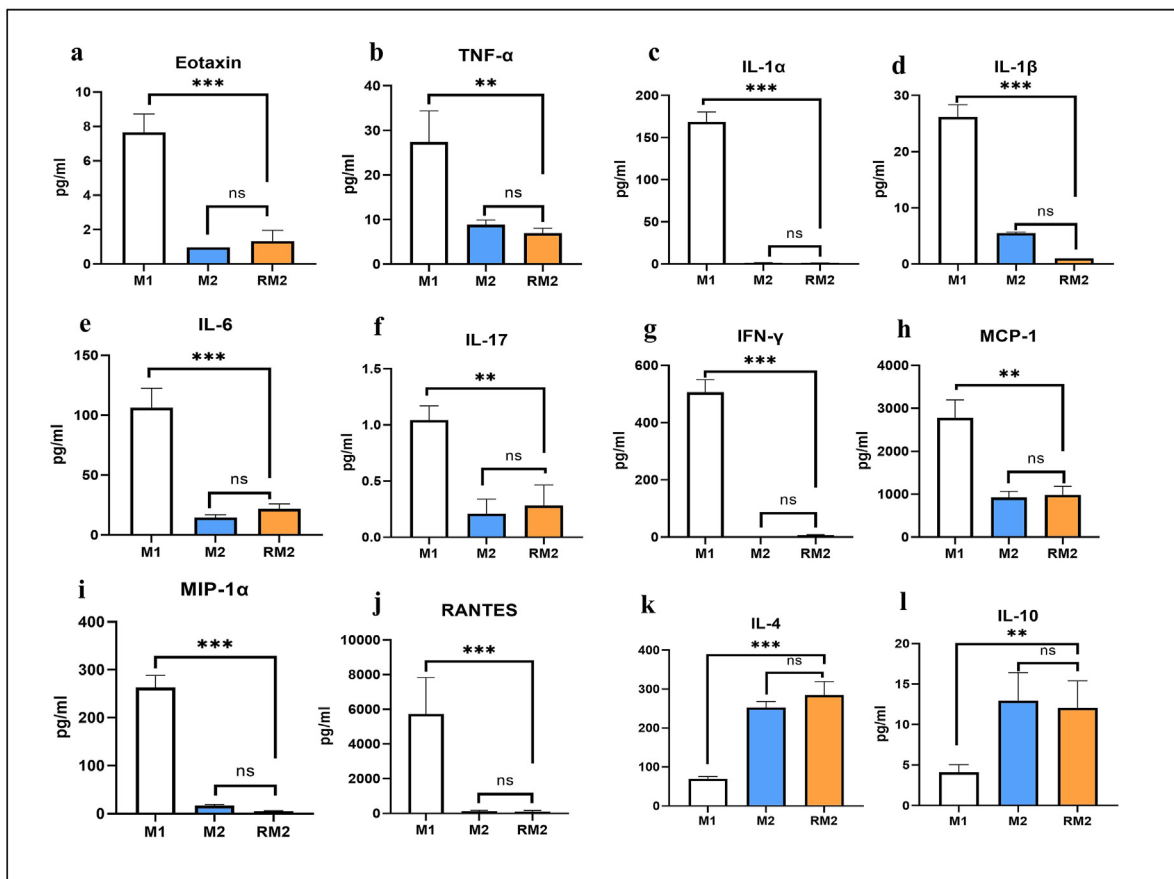 a
Eotaxin
***
ns
pg/ml
10
8
6
4
2
0
M1 M2 RM2
b
TNF-α
**
ns
pg/ml
40
30
20
10
0
M1 M2 RM2
c
IL-1α
***
ns
pg/ml
200
150
100
50
0
M1 M2 RM2
d
IL-1β
***
ns
pg/ml
30
20
10
0
M1 M2 RM2
e
IL-6
***
ns
pg/ml
150
100
50
0
M1 M2 RM2
f
IL-17
**
ns
pg/ml
1.5
1.0
0.5
0.0
M1 M2 RM2
g
IFN-γ
***
ns
pg/ml
600
400
200
0
M1 M2 RM2
h
MCP-1
**
ns
pg/ml
4000
3000
2000
1000
0
M1 M2 RM2
i
MIP-1α
***
ns
pg/ml
400
300
200
100
0
M1 M2 RM2
j
RANTES
***
ns
pg/ml
10000
8000
6000
4000
2000
0
M1 M2 RM2
k
IL-4
***
ns
pg/ml
400
300
200
100
0
M1 M2 RM2
l
IL-10
**
ns
pg/ml
20
15
10
5
0
M1 M2 RM2